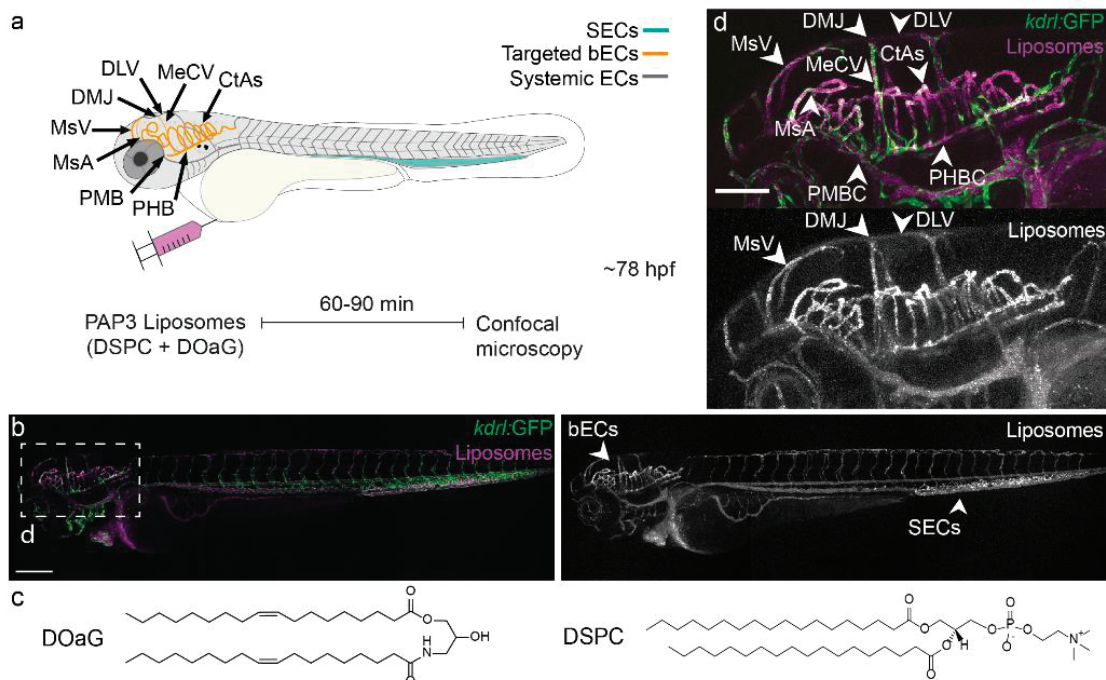 a
SECs
Targeted bECs
Systemic ECs
DLV
MeCV
CtAs
DMJ
MsV
MsA
PMB
PHB
~78 hpf
60-90 min
PAP3 Liposomes
(DSPC + DOaG)
Confocal
microscopy
d
DMJ
DLV
kdrl:GFP
Liposomes
MsV
CtAs
MeCV
MsA
PMBC
PHBC
DMJ
DLV
Liposomes
MsV
b
kdrl:GFP
Liposomes
d
bECs
Liposomes
SECs
c
DOaG
O
O
OH
H
N
O
DSPC
O
O
O
H
O
O
P
O
O-
O
N+